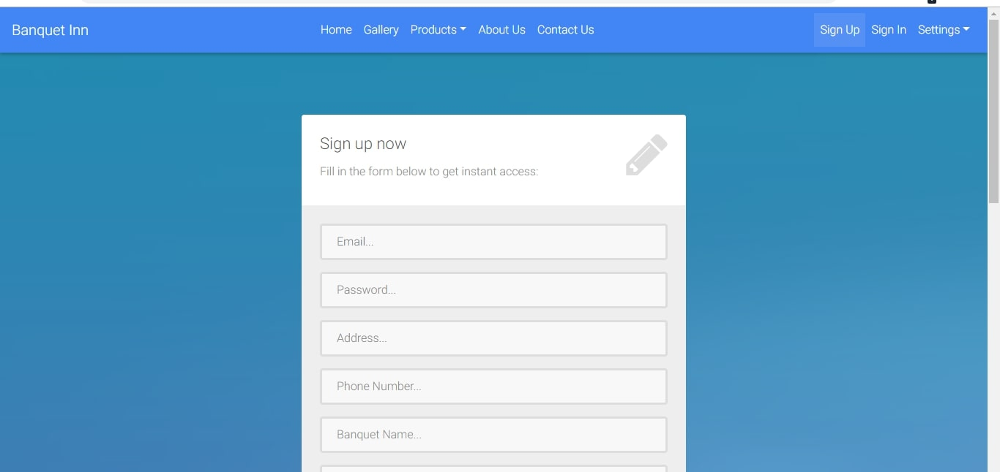 Banquet Inn Home Gallery Products About Us Contact Us Sign Up Sign In Settings
Sign up now
Fill in the form below to get instant access:
Email...
Password...
Address...
Phone Number...
Banquet Name...